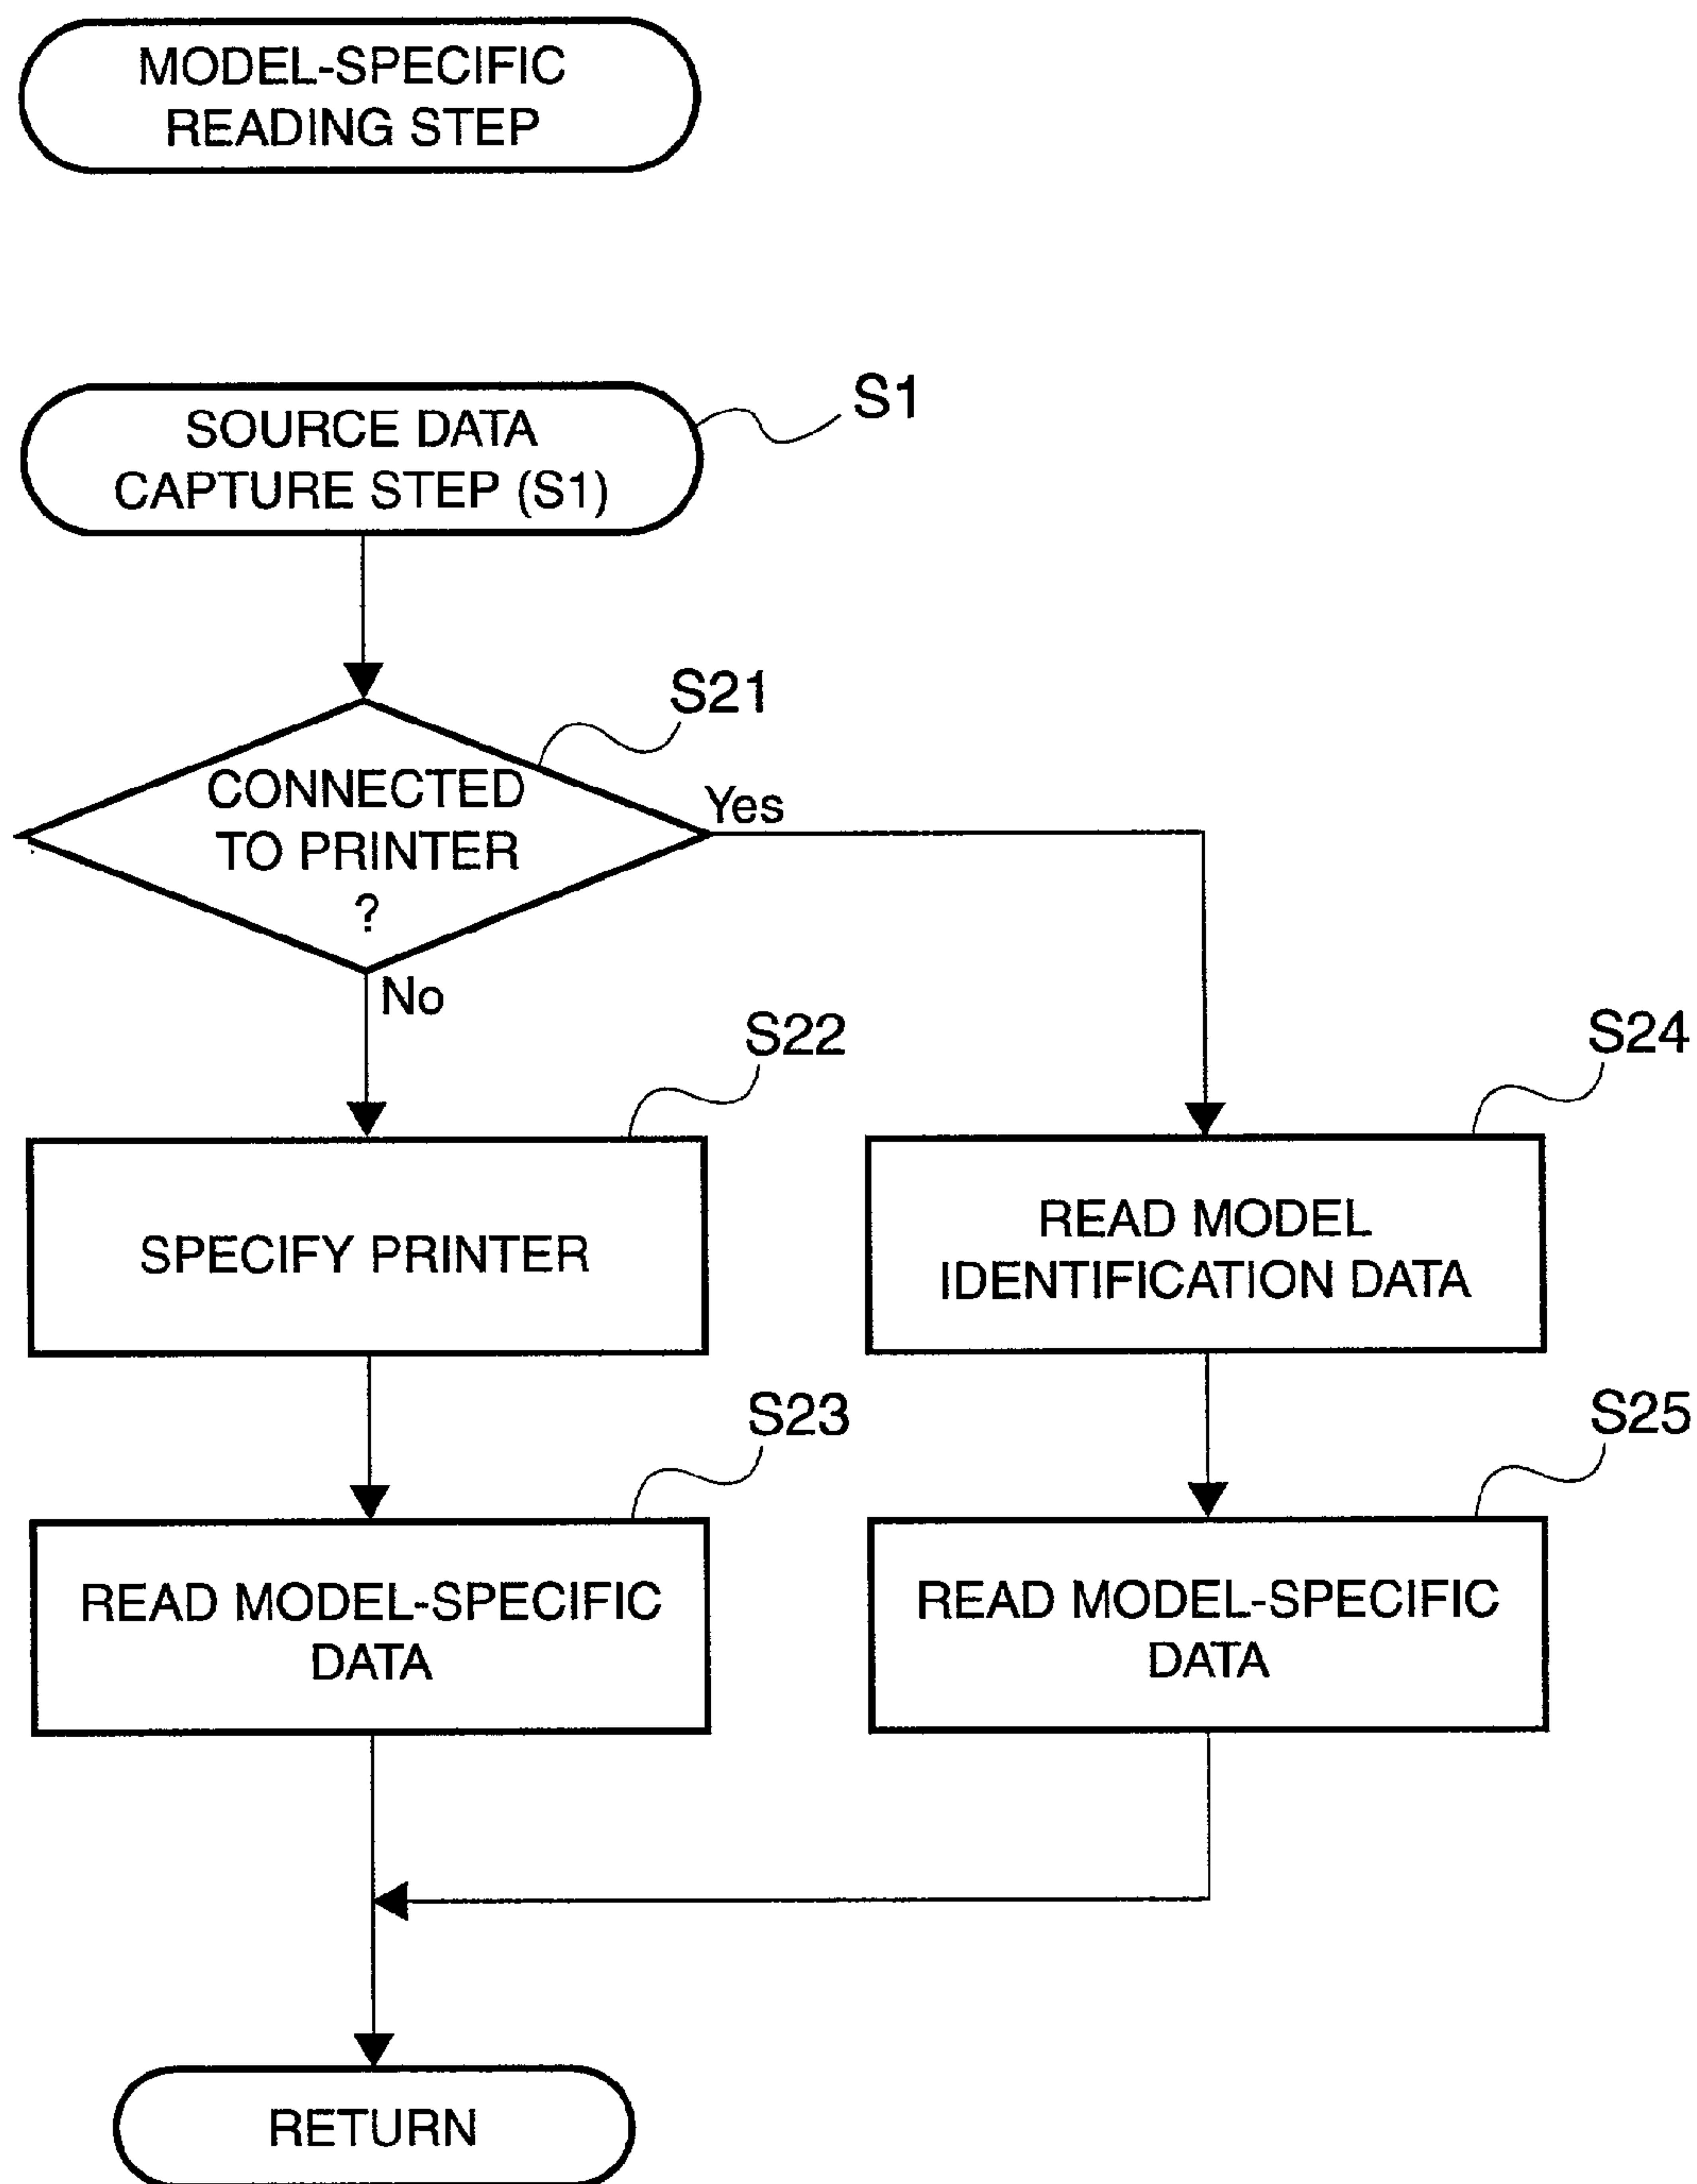 MODEL-SPECIFIC
READING STEP
SOURCE DATA
CAPTURE STEP (S1)
S1
S21
CONNECTED
TO PRINTER
?
Yes
No
S22
SPECIFY PRINTER
S24
READ MODEL
IDENTIFICATION DATA
S23
READ MODEL-SPECIFIC
DATA
S25
READ MODEL-SPECIFIC
DATA
RETURN